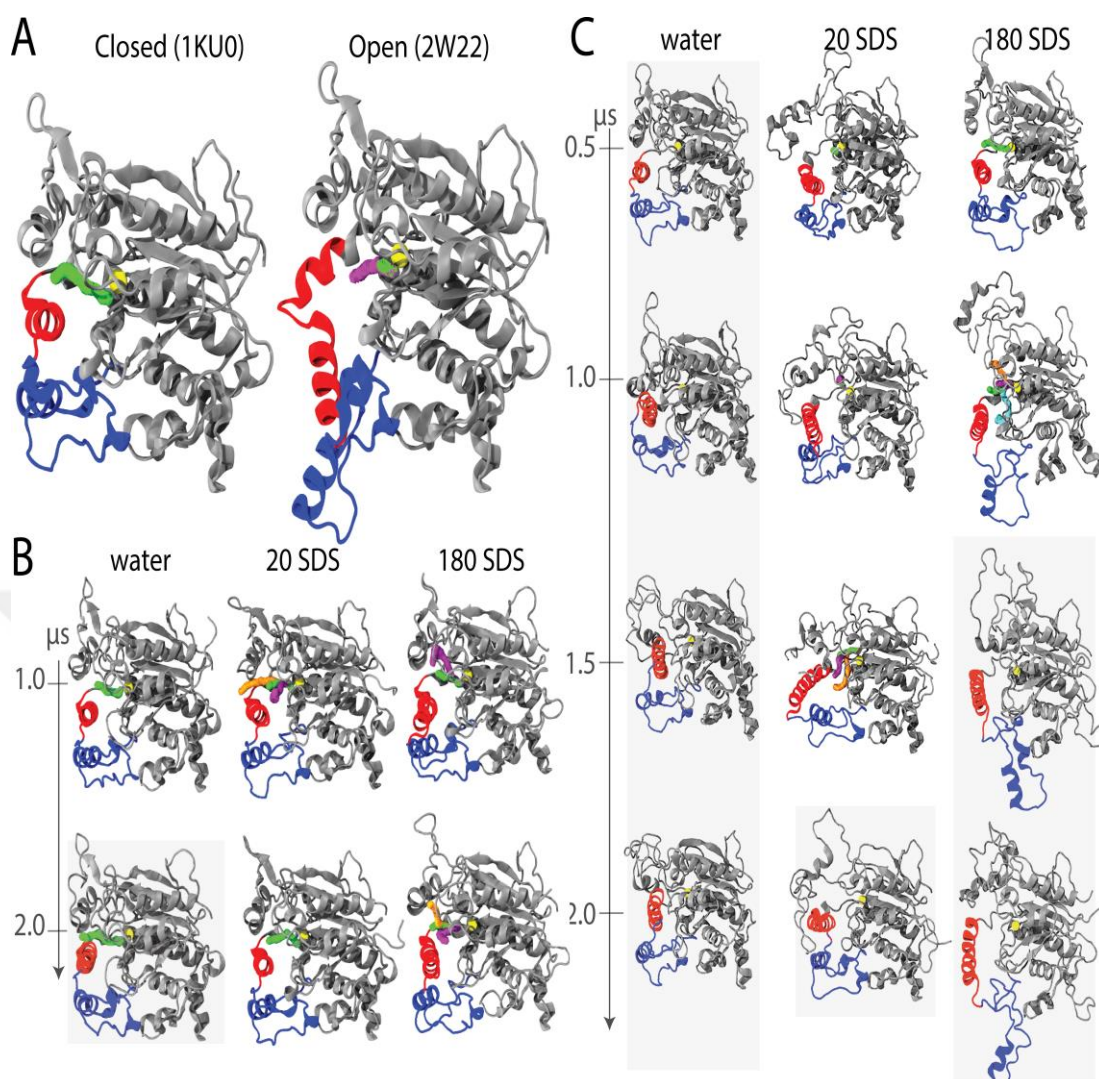 A
Closed (1KU0)
Open (2W22)
B
water
20 SDS
180 SDS
μs
1.0
2.0
C
water
20 SDS
180 SDS
μs
0.5
1.0
1.5
2.0